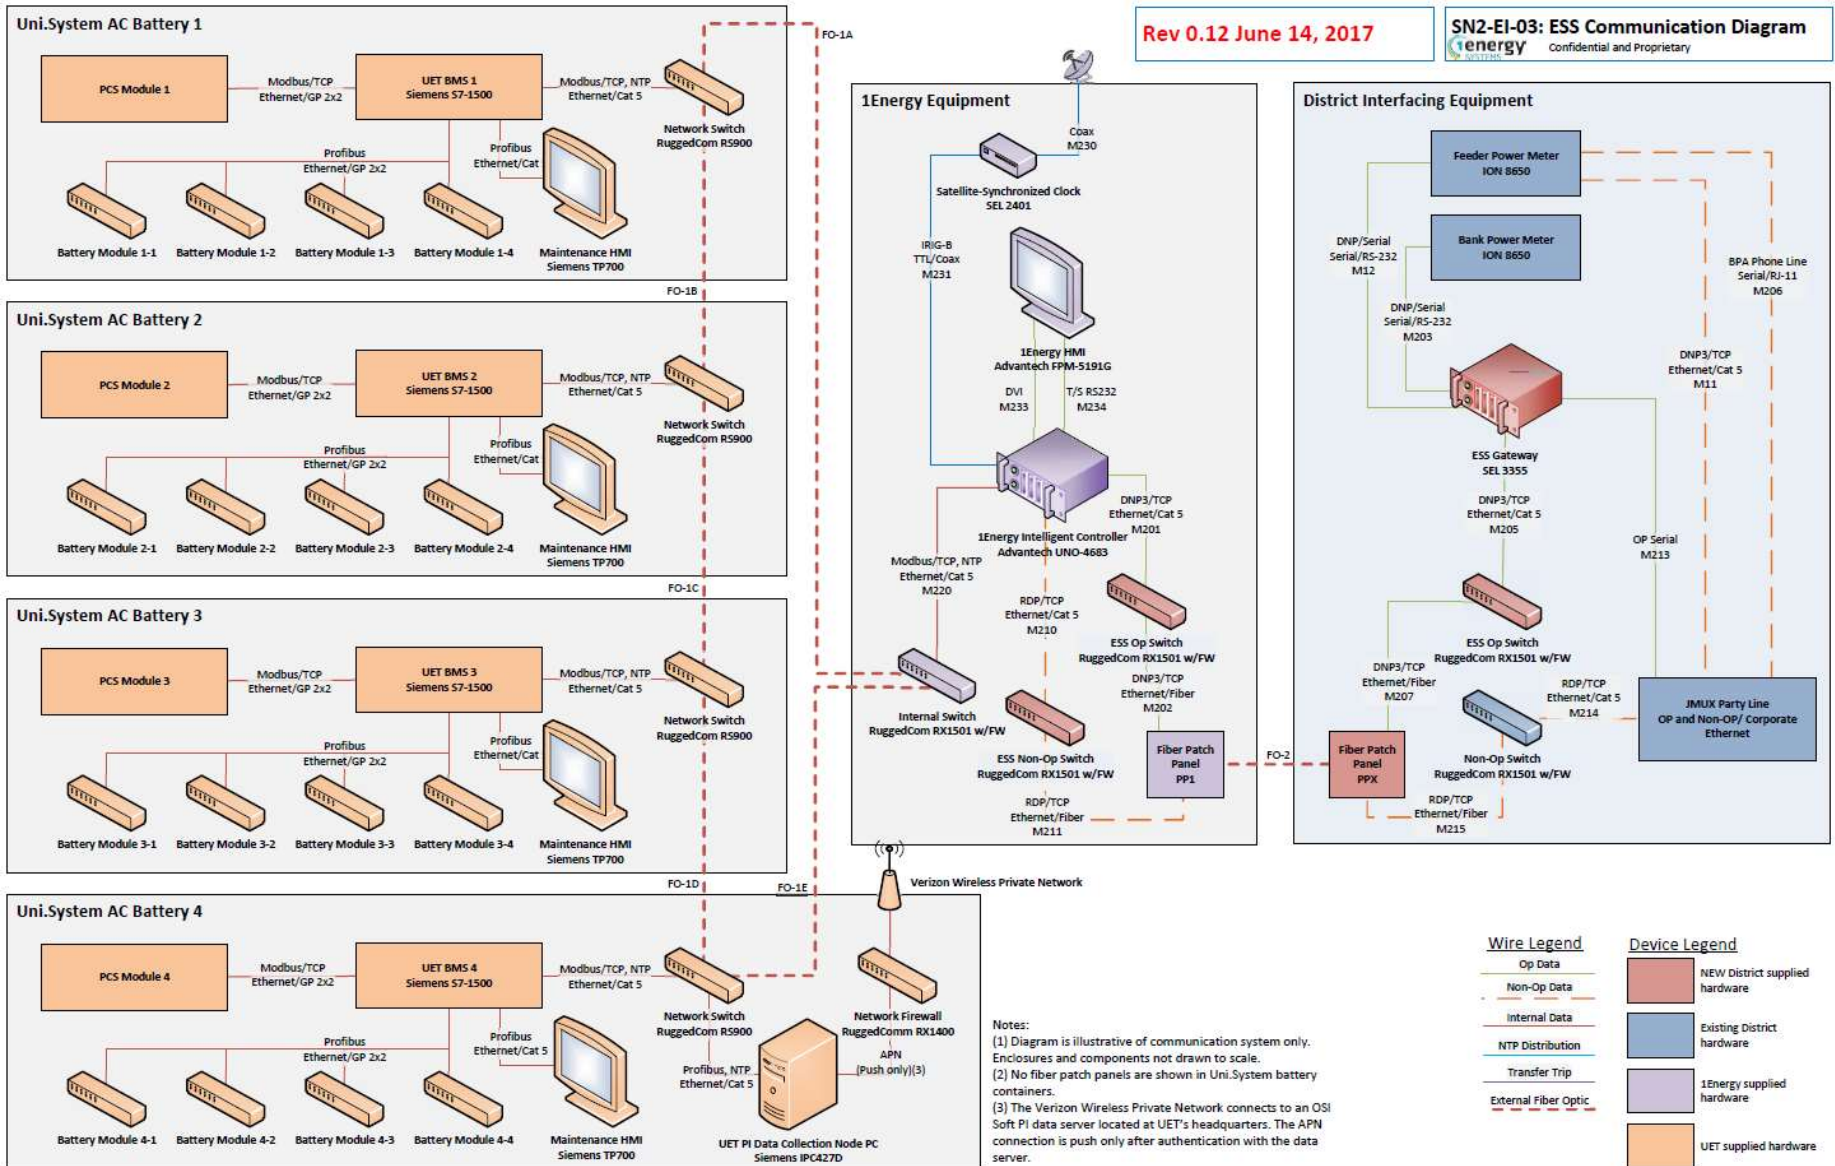 Rev 0.12 June 14, 2017
SN2-EI-03: ESS Communication Diagram
1energy
SYSTEMS
Confidential and Proprietary
Uni.System AC Battery 1
PCS Module 1
Modbus/TCP
Ethernet/GP 2x2
UET BMS 1
Siemens S7-1500
Modbus/TCP, NTP
Ethernet/Cat 5
Network Switch
RuggedCom RS900
Profibus
Ethernet/GP 2x2
Profibus
Ethernet/Cat
Battery Module 1-1
Battery Module 1-2
Battery Module 1-3
Battery Module 1-4
Maintenance HMI
Siemens TP700
FO-1A
FO-1B
Uni.System AC Battery 2
PCS Module 2
Modbus/TCP
Ethernet/GP 2x2
UET BMS 2
Siemens S7-1500
Modbus/TCP, NTP
Ethernet/Cat 5
Network Switch
RuggedCom RS900
Profibus
Ethernet/GP 2x2
Profibus
Ethernet/Cat
Battery Module 2-1
Battery Module 2-2
Battery Module 2-3
Battery Module 2-4
Maintenance HMI
Siemens TP700
FO-1C
Uni.System AC Battery 3
PCS Module 3
Modbus/TCP
Ethernet/GP 2x2
UET BMS 3
Siemens S7-1500
Modbus/TCP, NTP
Ethernet/Cat 5
Network Switch
RuggedCom RS900
Profibus
Ethernet/GP 2x2
Profibus
Ethernet/Cat
Battery Module 3-1
Battery Module 3-2
Battery Module 3-3
Battery Module 3-4
Maintenance HMI
Siemens TP700
FO-1D
FO-1E
Uni.System AC Battery 4
PCS Module 4
Modbus/TCP
Ethernet/GP 2x2
UET BMS 4
Siemens S7-1500
Modbus/TCP, NTP
Ethernet/Cat 5
Network Switch
RuggedCom RS900
Profibus
Ethernet/GP 2x2
Profibus
Ethernet/Cat 5
Battery Module 4-1
Battery Module 4-2
Battery Module 4-3
Battery Module 4-4
Maintenance HMI
Siemens TP700
Profibus, NTP
Ethernet/Cat 5
UET PI Data Collection Node PC
Siemens IPC427D
Network Firewall
RuggedComm RX1400
APN
(Push only)(3)
Verizon Wireless Private Network
1Energy Equipment
Coax
M230
Satellite-Synchronized Clock
SEL 2401
IRIG-B
TTL/Coax
M231
1Energy HMI
Advantech FPM-5191G
DVI
M233
T/S RS232
M234
1Energy Intelligent Controller
Advantech UNO-4683
DNP3/TCP
Ethernet/Cat 5
M201
Modbus/TCP, NTP
Ethernet/Cat 5
M220
RDP/TCP
Ethernet/Cat 5
M210
ESS Op Switch
RuggedCom RX1501 w/FW
DNP3/TCP
Ethernet/Fiber
M202
Internal Switch
RuggedCom RX1501 w/FW
ESS Non-Op Switch
RuggedCom RX1501 w/FW
Fiber Patch
Panel
PP1
RDP/TCP
Ethernet/Fiber
M211
FO-2
District Interfacing Equipment
Feeder Power Meter
ION 8650
Bank Power Meter
ION 8650
DNP/Serial
Serial/RS-232
M12
DNP/Serial
Serial/RS-232
M203
BPA Phone Line
Serial/RJ-11
M206
DNP3/TCP
Ethernet/Cat 5
M11
ESS Gateway
SEL 3355
DNP3/TCP
Ethernet/Cat 5
M205
OP Serial
M213
ESS Op Switch
RuggedCom RX1501 w/FW
DNP3/TCP
Ethernet/Fiber
M207
RDP/TCP
Ethernet/Cat 5
M214
JMUX Party Line
OP and Non-OP/ Corporate
Ethernet
Fiber Patch
Panel
PPX
Non-Op Switch
RuggedCom RX1501 w/FW
RDP/TCP
Ethernet/Fiber
M215
Notes:
(1) Diagram is illustrative of communication system only.
Enclosures and components not drawn to scale.
(2) No fiber patch panels are shown in Uni.System battery
containers.
(3) The Verizon Wireless Private Network connects to an OSI
Soft PI data server located at UET's headquarters. The APN
connection is push only after authentication with the data
server.
Wire Legend
Op Data
Non-Op Data
Internal Data
NTP Distribution
Transfer Trip
External Fiber Optic
Device Legend
NEW District supplied
hardware
Existing District
hardware
1Energy supplied
hardware
UET supplied hardware